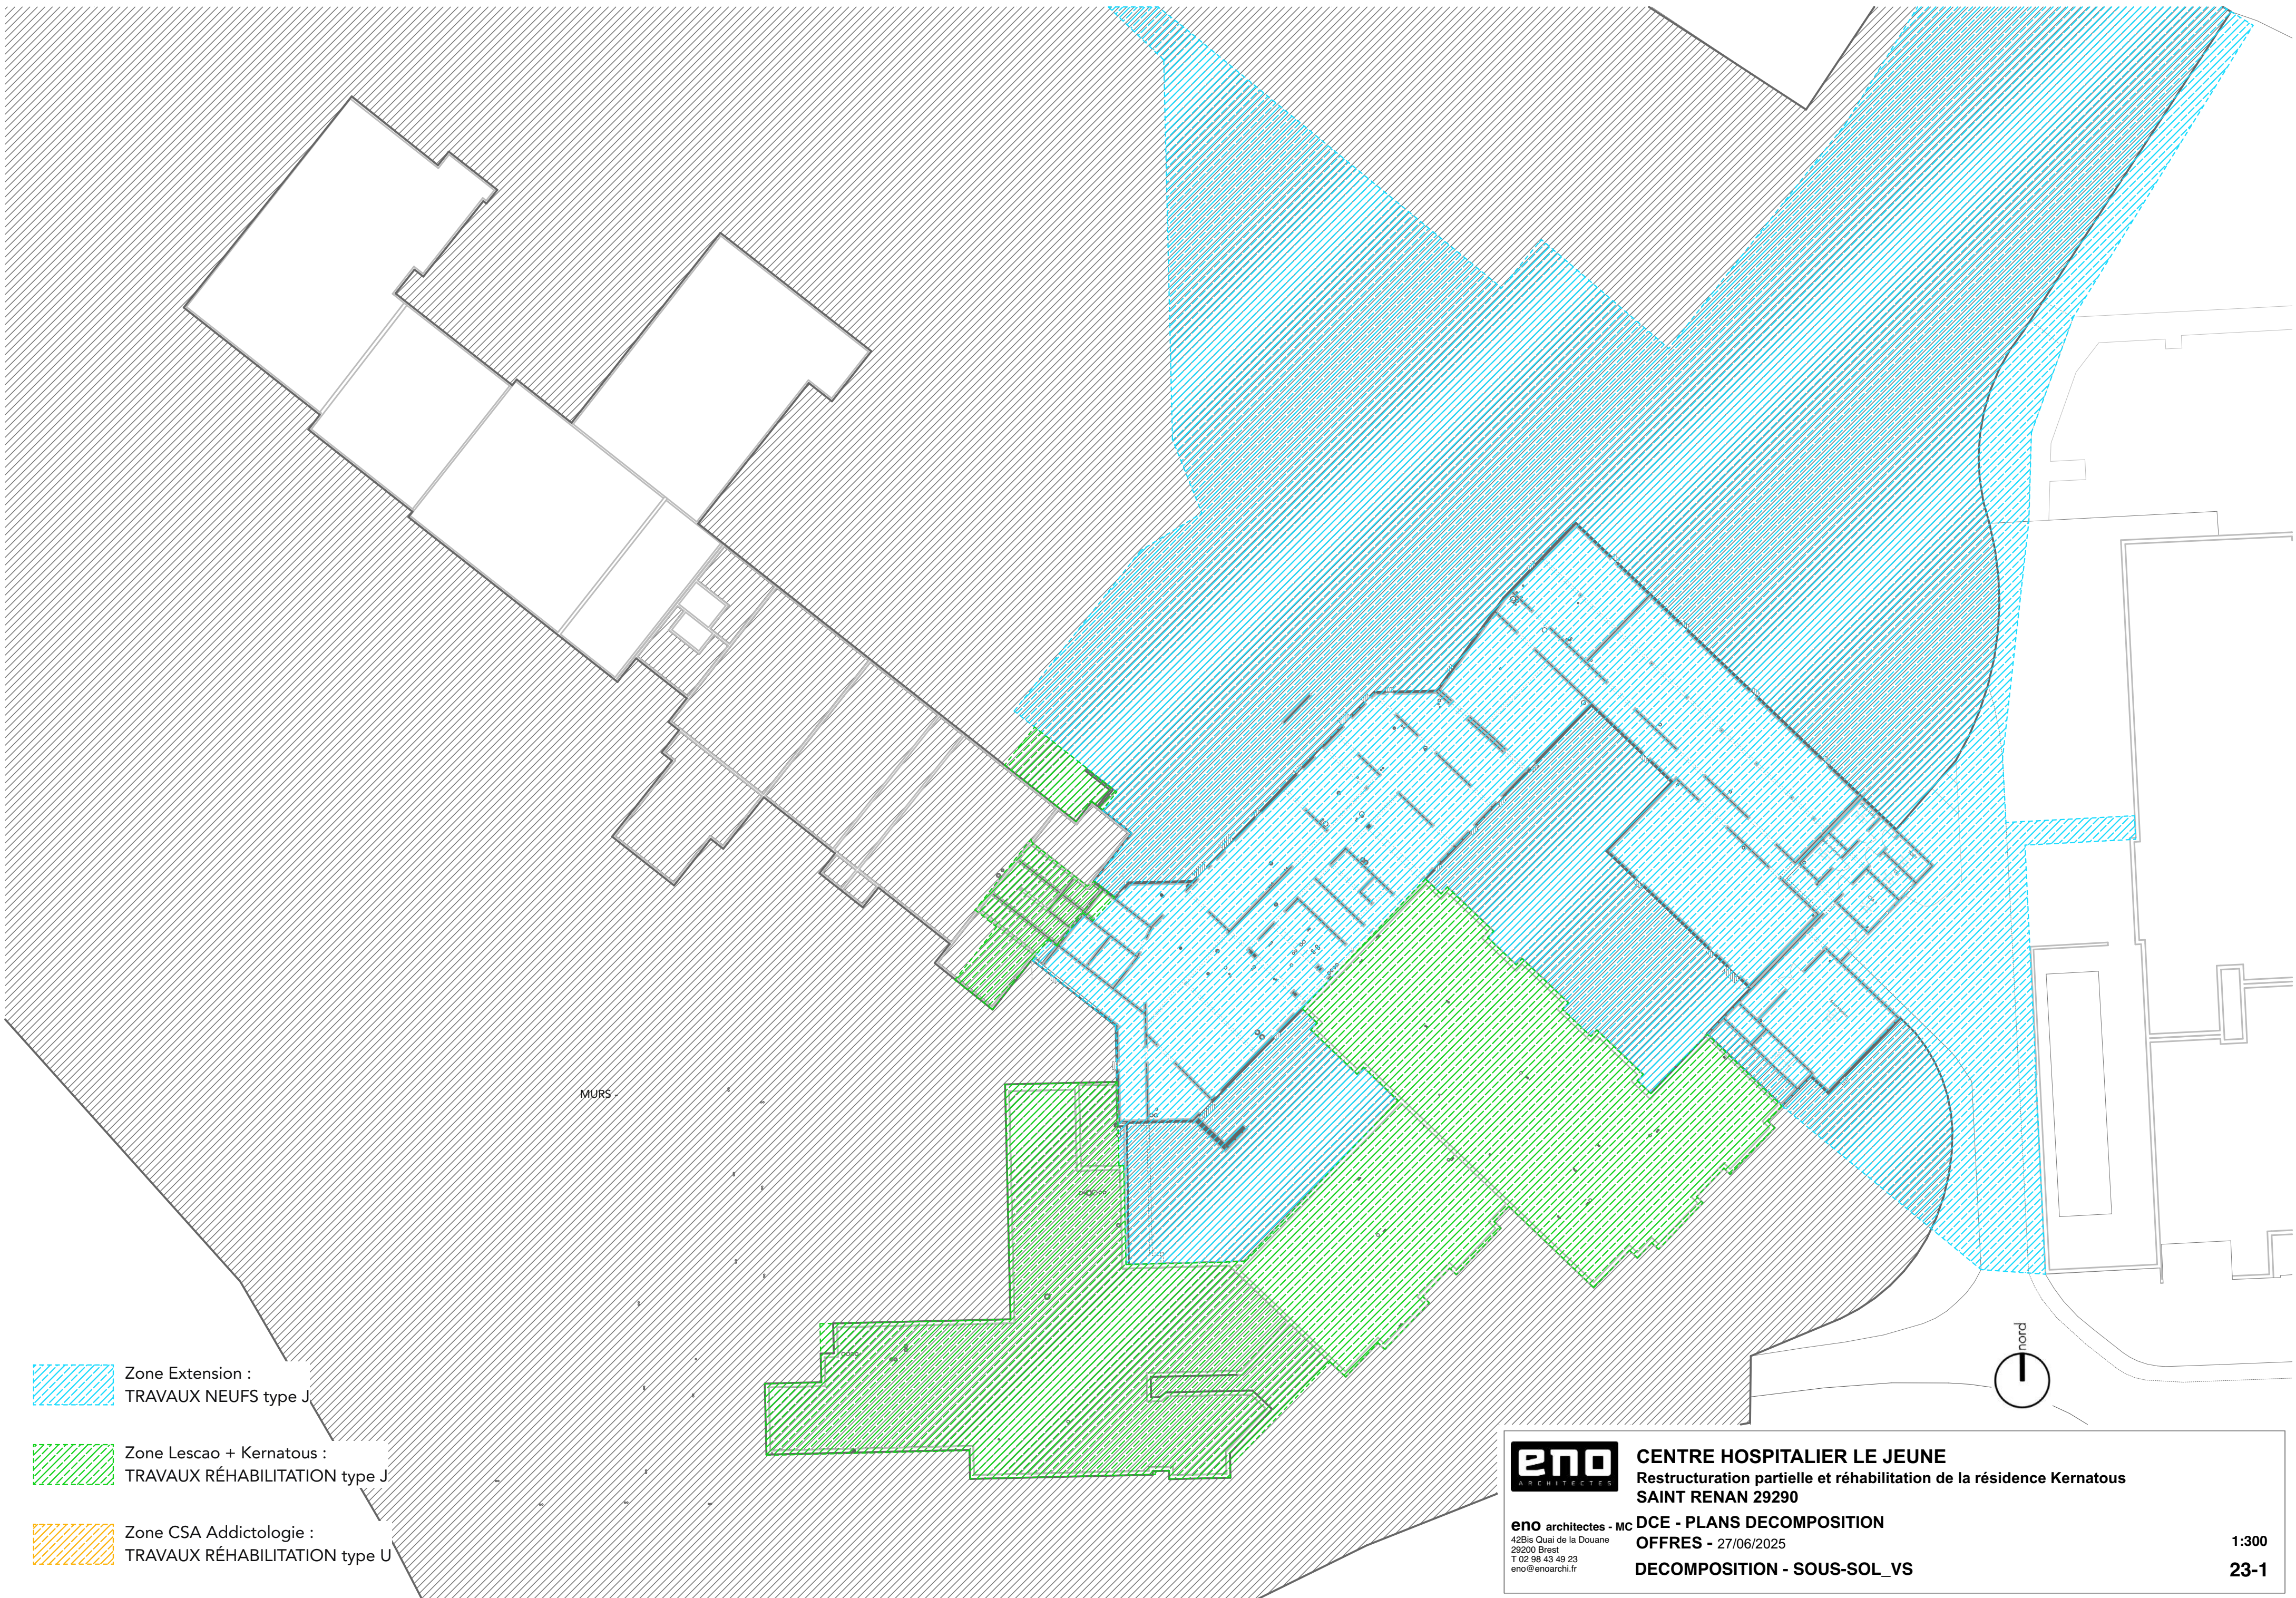 MURS -
Zone Extension :
TRAVAUX NEUFS type J
Zone Lescao + Kernatous :
TRAVAUX RÉHABILITATION type J
Zone CSA Addictologie :
TRAVAUX RÉHABILITATION type U
nord
eno
ARCHITECTES
CENTRE HOSPITALIER LE JEUNE
Restructuration partielle et réhabilitation de la résidence Kernatous
SAINT RENAN 29290
eno architectes - MC
42Bis Quai de la Douane
29200 Brest
T 02 98 43 49 23
eno@enoarchi.fr
DCE - PLANS DECOMPOSITION
OFFRES - 27/06/2025
DECOMPOSITION - SOUS-SOL_VS
1:300
23-1